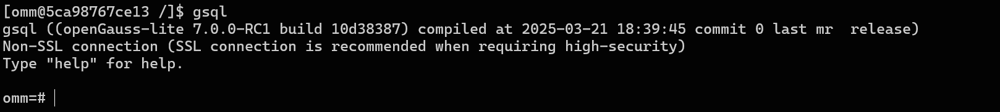 [omm@5ca98767ce13 /]$ gsql
gsql ((openGauss-lite 7.0.0-RC1 build 10d38387) compiled at 2025-03-21 18:39:45 commit 0 last mr  release)
Non-SSL connection (SSL connection is recommended when requiring high-security)
Type "help" for help.
omm=#